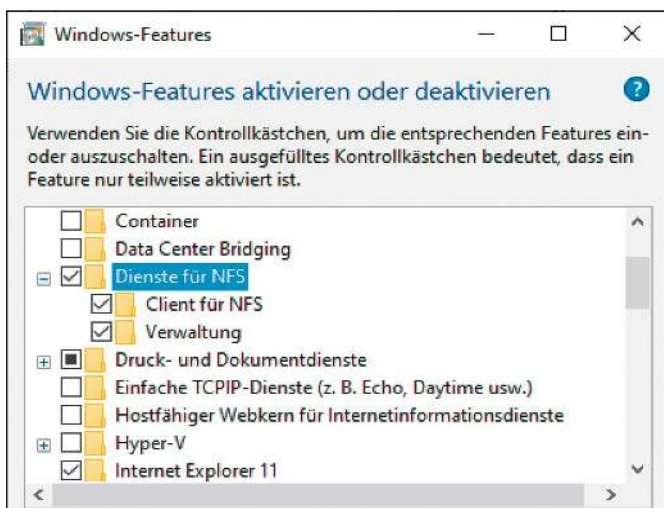 Windows-Features
Windows-Features aktivieren oder deaktivieren
?
Verwenden Sie die Kontrollkästchen, um die entsprechenden Features ein-
oder auszuschalten. Ein ausgefülltes Kontrollkästchen bedeutet, dass ein
Feature nur teilweise aktiviert ist.
Container
Data Center Bridging
Dienste für NFS
Client für NFS
Verwaltung
Druck- und Dokumentdienste
Einfache TCPIP-Dienste (z. B. Echo, Daytime usw.)
Hostfähiger Webkern für Internetinformationsdienste
Hyper-V
Internet Explorer 11